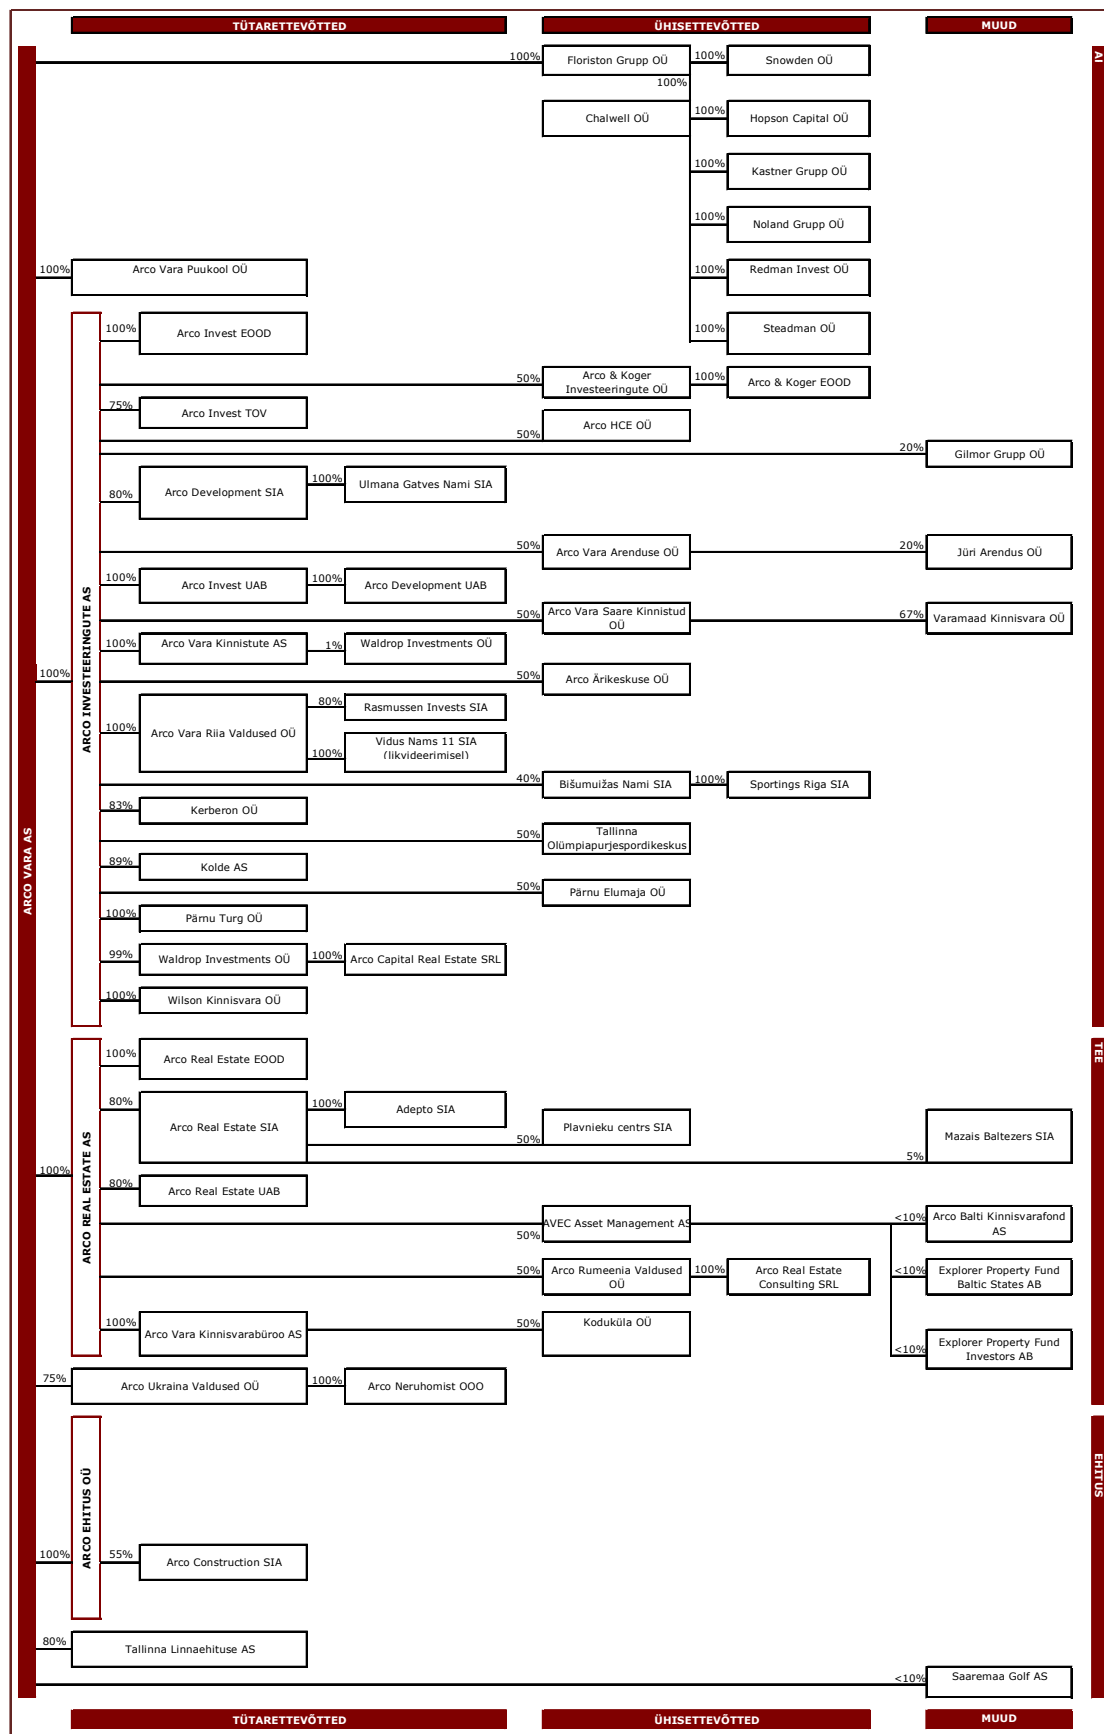 TÜTARETTEVÕTTED
ÜHISETTEVÕTTED
MUUD
ARCO VARA AS
AI
100%
Floriston Grupp OÜ
100%
Snowden OÜ
100%
Chalwell OÜ
100%
Hopson Capital OÜ
100%
Kastner Grupp OÜ
100%
Noland Grupp OÜ
100%
Arco Vara Puukool OÜ
100%
Redman Invest OÜ
100%
Steadman OÜ
100%
ARCO INVESTEERINGUTE AS
100%
Arco Invest EOOD
50%
Arco & Koger
Investeeringute OÜ
100%
Arco & Koger EOOD
75%
Arco Invest TOV
50%
Arco HCE OÜ
20%
Gilmor Grupp OÜ
80%
Arco Development SIA
100%
Ulmana Gatves Nami SIA
50%
Arco Vara Arenduse OÜ
20%
Jüri Arendus OÜ
100%
Arco Invest UAB
100%
Arco Development UAB
50%
Arco Vara Saare Kinnistud
OÜ
67%
Varamaad Kinnisvara OÜ
100%
Arco Vara Kinnistute AS
1%
Waldrop Investments OÜ
50%
Arco Ärikeskuse OÜ
100%
Arco Vara Riia Valdused OÜ
80%
Rasmussen Invests SIA
100%
Vidus Nams 11 SIA
(likvideerimisel)
40%
Bišumuižas Nami SIA
100%
Sportings Riga SIA
83%
Kerberon OÜ
50%
Tallinna
Olümpiapurjespordikeskus
89%
Kolde AS
50%
Pärnu Elumaja OÜ
100%
Pärnu Turg OÜ
99%
Waldrop Investments OÜ
100%
Arco Capital Real Estate SRL
100%
Wilson Kinnisvara OÜ
TEE
100%
ARCO REAL ESTATE AS
100%
Arco Real Estate EOOD
80%
Arco Real Estate SIA
100%
Adepto SIA
50%
Plavnieku centrs SIA
5%
Mazais Baltezers SIA
80%
Arco Real Estate UAB
50%
AVEC Asset Management AS
<10%
Arco Balti Kinnisvarafond
AS
50%
Arco Rumeenia Valdused
OÜ
100%
Arco Real Estate
Consulting SRL
<10%
Explorer Property Fund
Baltic States AB
100%
Arco Vara Kinnisvarabüroo AS
50%
Koduküla OÜ
<10%
Explorer Property Fund
Investors AB
75%
Arco Ukraina Valdused OÜ
100%
Arco Neruhomist OOO
EHITUS
100%
ARCO EHITUS OÜ
55%
Arco Construction SIA
80%
Tallinna Linnaehituse AS
<10%
Saaremaa Golf AS
TÜTARETTEVÕTTED
ÜHISETTEVÕTTED
MUUD